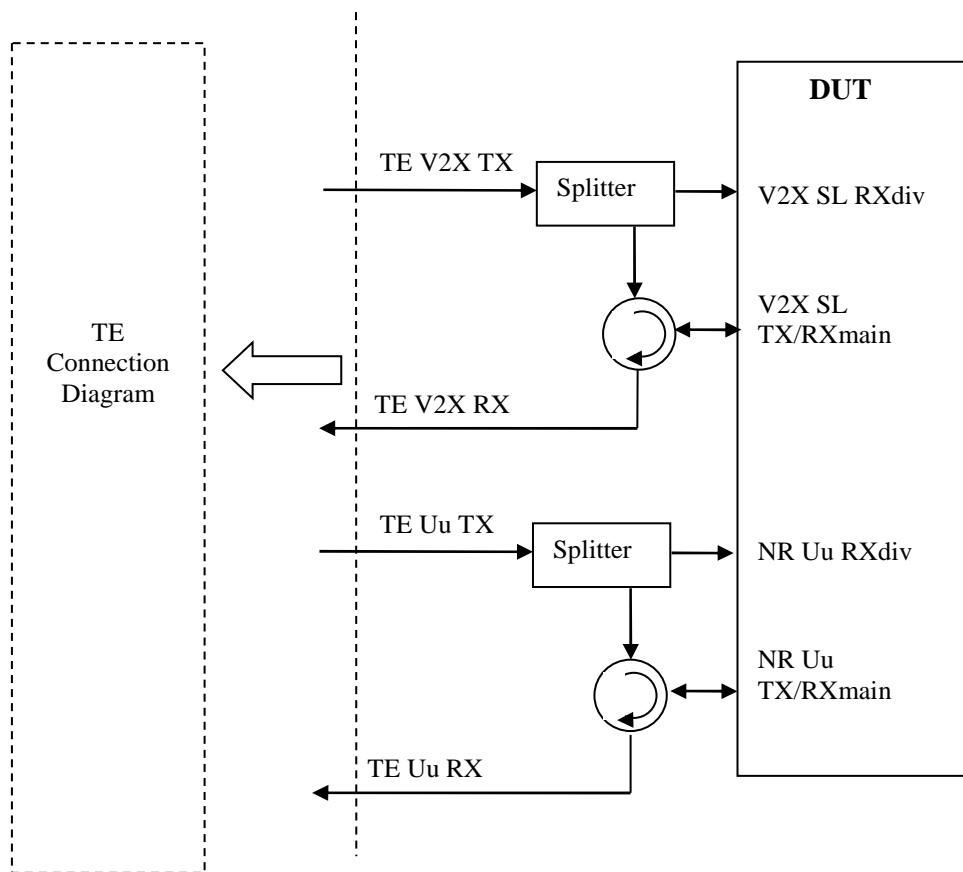 DUT
TE V2X TX
Splitter
V2X SL RXdiv
V2X SL
TX/RXmain
TE
Connection
Diagram
TE V2X RX
TE Uu TX
Splitter
NR Uu RXdiv
NR Uu
TX/RXmain
TE Uu RX